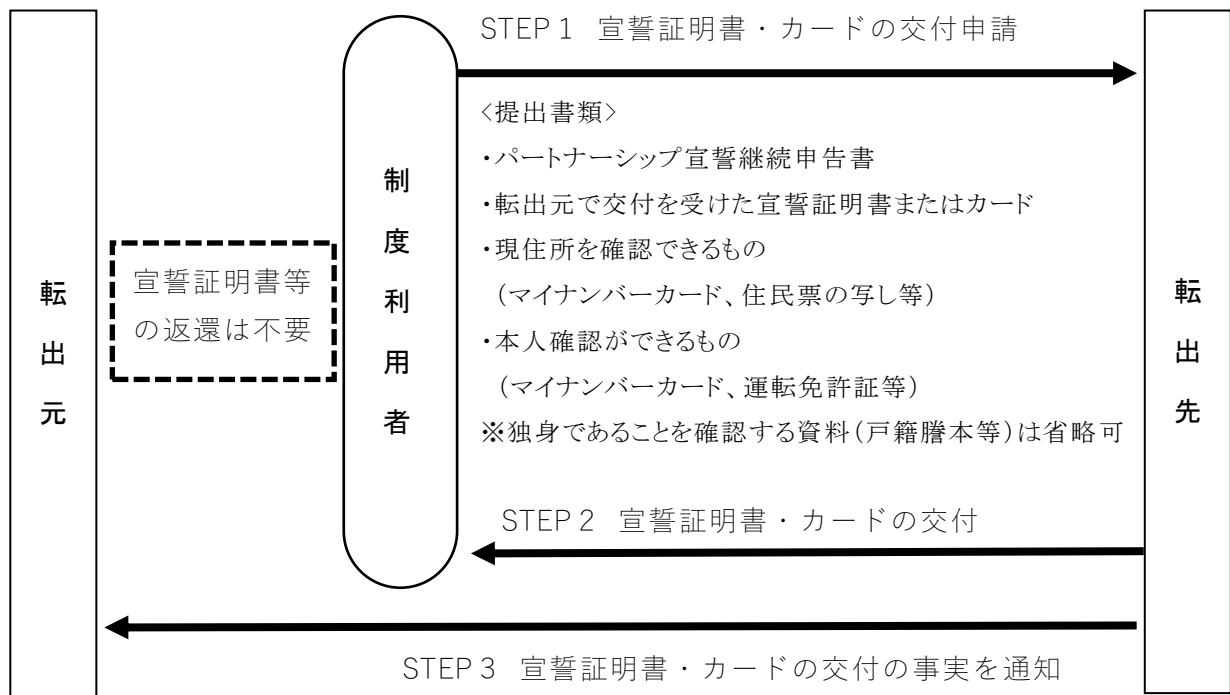 STEP 1 宣誓証明書・カードの交付申請
<提出書類>
・パートナーシップ宣誓継続申告書
・転出元で交付を受けた宣誓証明書またはカード
・現住所を確認できるもの
(マイナンバーカード、住民票の写し等)
・本人確認ができるもの
(マイナンバーカード、運転免許証等)
※独身であることを確認する資料(戸籍謄本等)は省略可
転出元
宣誓証明書等
の返還は不要
制度利用者
転出先
STEP 2 宣誓証明書・カードの交付
STEP 3 宣誓証明書・カードの交付の事実を通知